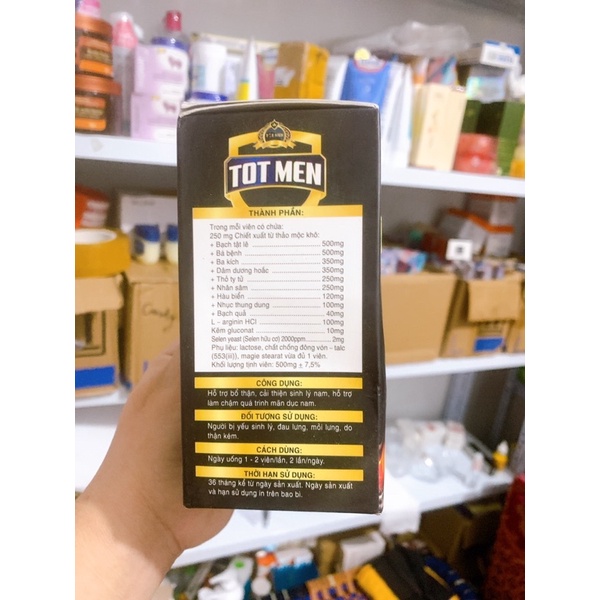 TOT MEN
THÀNH PHẦN:
Trong mỗi viên có chứa:
250 mg Chiết xuất từ thảo mộc khô:
+ Bạch tật lê 500mg
+ Bá bệnh 500mg
+ Ba kích 350mg
+ Dâm dương hoắc 350mg
+ Thỏ ty tử 250mg
+ Nhân sâm 250mg
+ Hàu biển 120mg
+ Nhục thung dung 100mg
+ Bạch quả 40mg
L - arginin HCl 100mg
Kẽm gluconat 10mg
Selen yeast (Selen hữu cơ) 2000ppm 2mg
Phụ liệu: lactose, chất chống đông vón - talc
(553(iii)), magie stearat vừa đủ 1 viên.
Khối lượng tịnh viên: 500mg ± 7,5%
CÔNG DỤNG:
Hỗ trợ bổ thận, cải thiện sinh lý nam, hỗ trợ
làm chậm quá trình mãn dục nam.
ĐỐI TƯỢNG SỬ DỤNG:
Người bị yếu sinh lý, đau lưng, mỏi lưng, do
thận kém.
CÁCH DÙNG:
Ngày uống 1 - 2 viên/lần, 2 lần/ngày.
THỜI HẠN SỬ DỤNG:
36 tháng kể từ ngày sản xuất. Ngày sản xuất
và hạn sử dụng in trên bao bì.